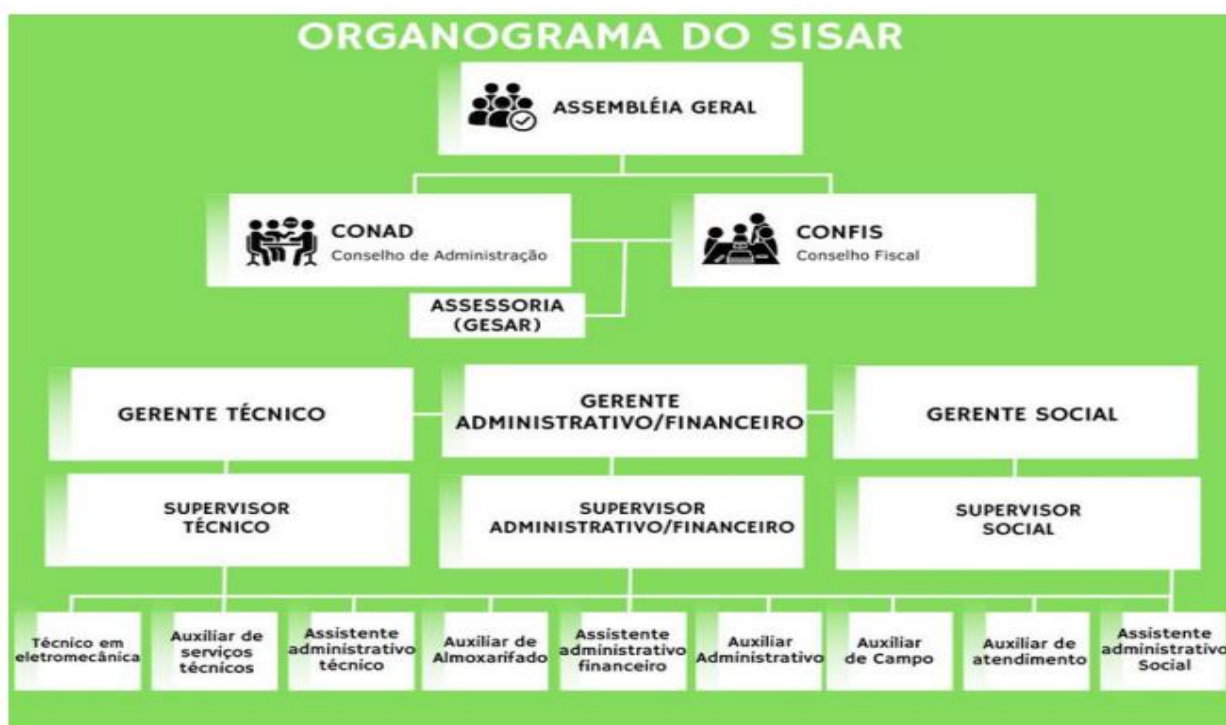 ORGANOGRAMA DO SISAR
ASSEMBLÉIA GERAL
CONAD
Conselho de Administração
CONFIS
Conselho Fiscal
ASSESSORIA
(GESAR)
GERENTE TÉCNICO
GERENTE
ADMINISTRATIVO/FINANCEIRO
GERENTE SOCIAL
SUPERVISOR
TÉCNICO
SUPERVISOR
ADMINISTRATIVO/FINANCEIRO
SUPERVISOR
SOCIAL
Técnico em
eletromecânica
Auxiliar de
serviços
técnicos
Assistente
administrativo
técnico
Auxiliar de
Almoxarifado
Assistente
administrativo
financeiro
Auxiliar
Administrativo
Auxiliar
de Campo
Auxiliar de
atendimento
Assistente
administrativo
Social